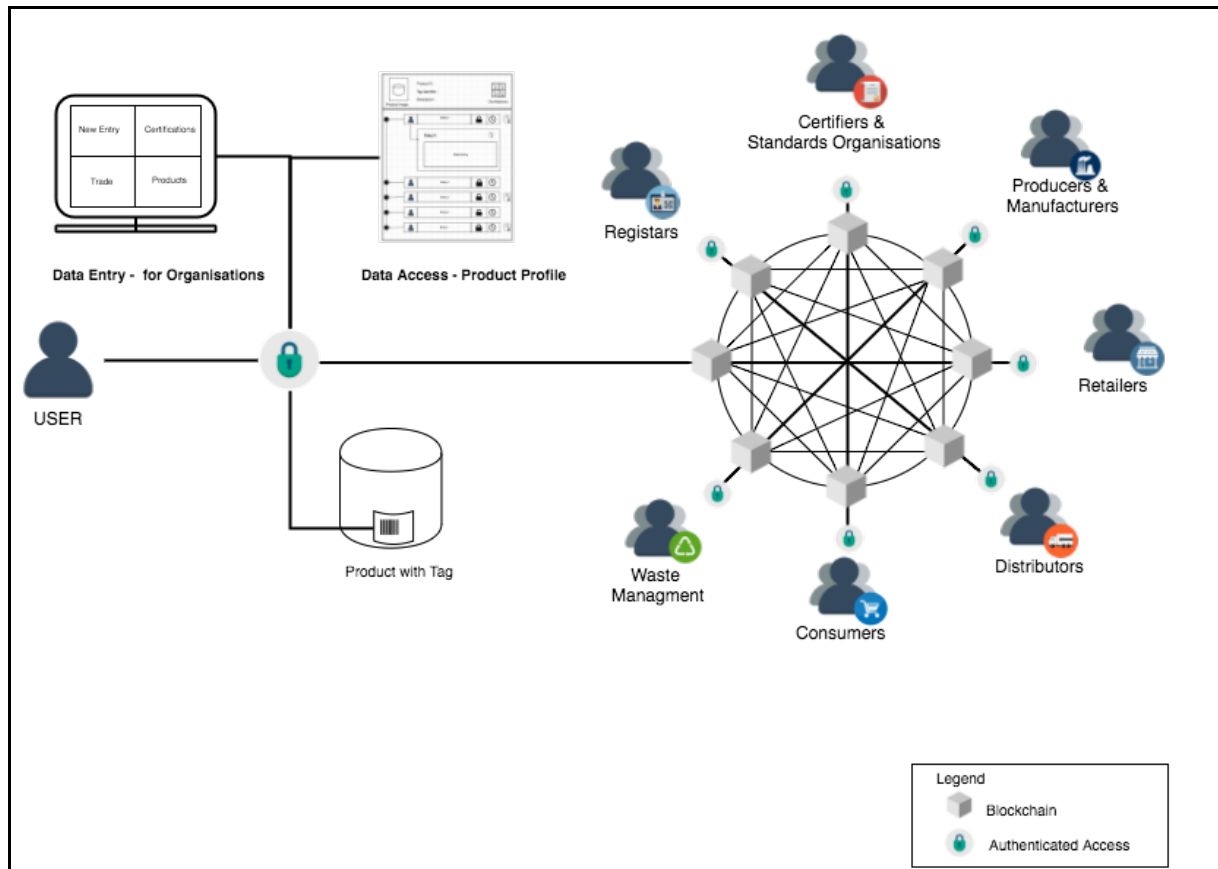 Certifiers &
Standards Organisations
Producers &
Manufacturers
Registars
New Entry
Certifications
Trade
Products
Data Entry -  for Organisations
Data Access - Product Profile
USER
Retailers
Product with Tag
Waste
Managment
Distributors
Consumers
Legend
Blockchain
Authenticated Access